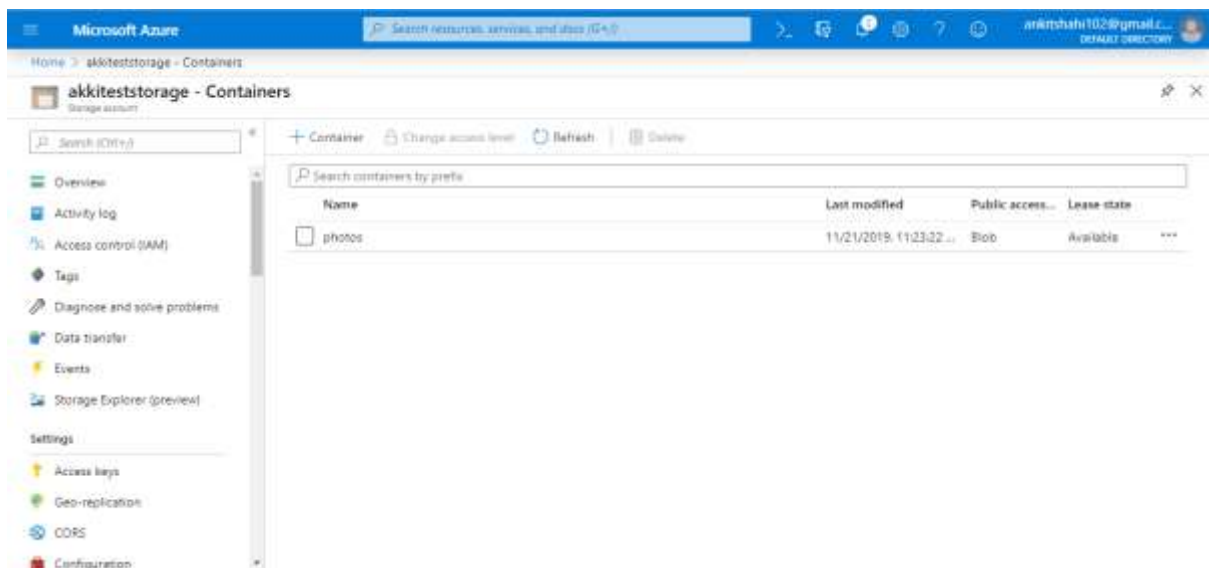 Microsoft Azure
Search resources, services, and docs (G+/)
ankitshahi102@gmail.c...
DEFAULT DIRECTORY
Home > akkiteststorage - Containers
akkiteststorage - Containers
Storage account
Search (Ctrl+/)
Container
Change access level
Refresh
Delete
Search containers by prefix
Name
Last modified
Public access...
Lease state
photos
11/21/2019, 11:23:22 ...
Blob
Available
Overview
Activity log
Access control (IAM)
Tags
Diagnose and solve problems
Data transfer
Events
Storage Explorer (preview)
Settings
Access keys
Geo-replication
CORS
Configuration